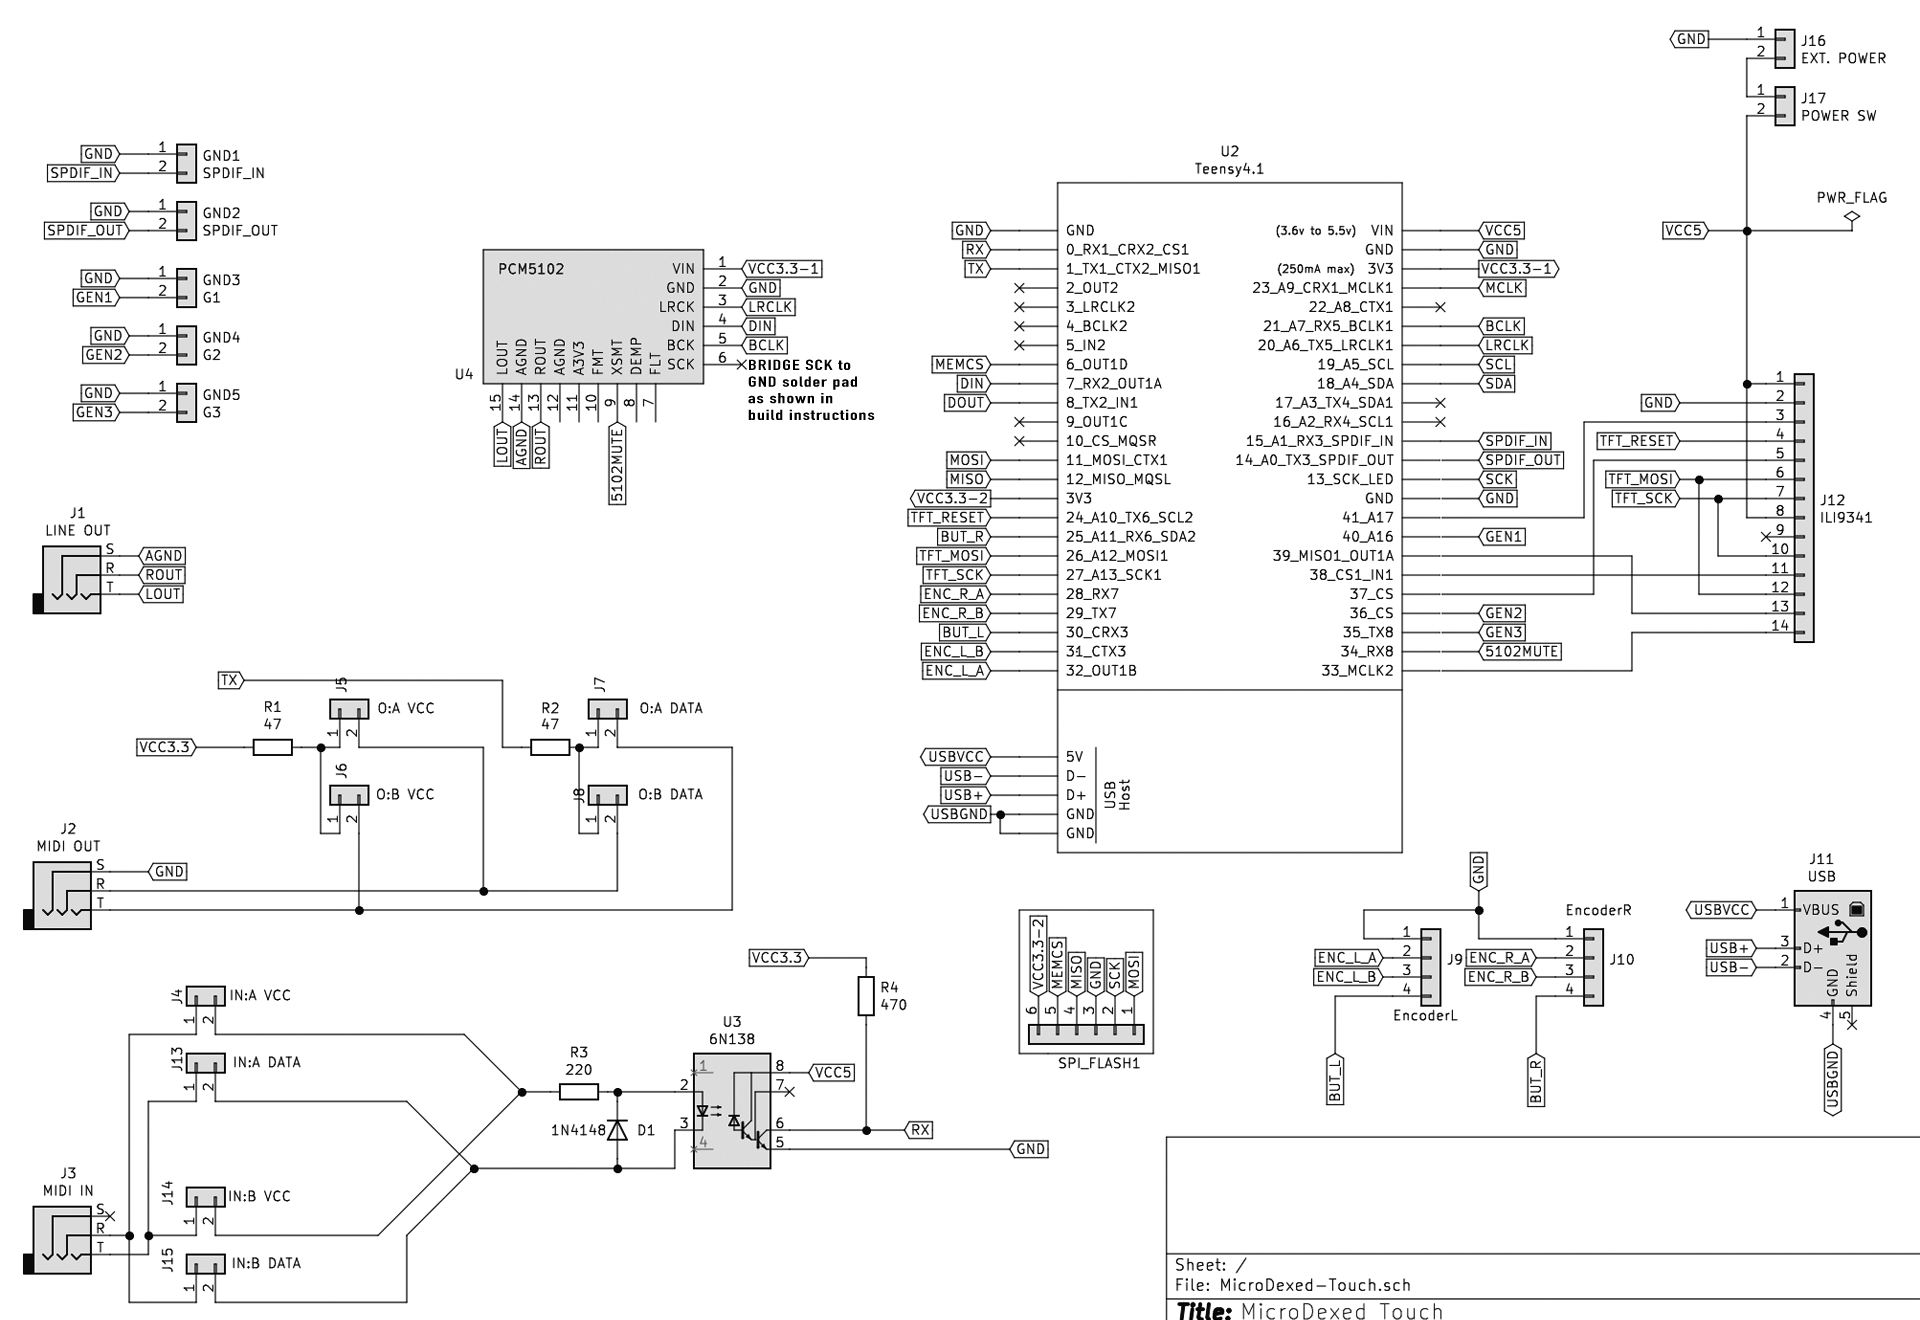 GND 1 J16
2 EXT. POWER
1 J17
2 POWER SW
PWR_FLAG
VCC5
GND 1 GND1
SPDIF_IN 2 SPDIF_IN
GND 1 GND2
SPDIF_OUT 2 SPDIF_OUT
GND 1 GND3
GEN1 2 G1
GND 1 GND4
GEN2 2 G2
GND 1 GND5
GEN3 2 G3
PCM5102
U4
VIN 1 VCC3.3-1
GND 2 GND
LRCK 3 LRCLK
DIN 4 DIN
BCK 5 BCLK
SCK 6
BRIDGE SCK to
GND solder pad
as shown in
build instructions
LOUT 15 LOUT
AGND 14 AGND
ROUT 13 ROUT
AGND 12
A3V3 11
FMT 10
XSMT 9 5102MUTE
DEMP 8
FLT 7
U2
Teensy4.1
GND GND
RX 0_RX1_CRX2_CS1
TX 1_TX1_CTX2_MISO1
2_OUT2
3_LRCLK2
4_BCLK2
5_IN2
MEMCS 6_OUT1D
DIN 7_RX2_OUT1A
DOUT 8_TX2_IN1
9_OUT1C
10_CS_MQSR
MOSI 11_MOSI_CTX1
MISO 12_MISO_MQSL
VCC3.3-2 3V3
TFT_RESET 24_A10_TX6_SCL2
BUT_R 25_A11_RX6_SDA2
TFT_MOSI 26_A12_MOSI1
TFT_SCK 27_A13_SCK1
ENC_R_A 28_RX7
ENC_R_B 29_TX7
BUT_L 30_CRX3
ENC_L_B 31_CTX3
ENC_L_A 32_OUT1B
(3.6v to 5.5v) VIN VCC5
GND GND
(250mA max) 3V3 VCC3.3-1
23_A9_CRX1_MCLK1 MCLK
22_A8_CTX1
21_A7_RX5_BCLK1 BCLK
20_A6_TX5_LRCLK1 LRCLK
19_A5_SCL SCL
18_A4_SDA SDA
17_A3_TX4_SDA1
16_A2_RX4_SCL1
15_A1_RX3_SPDIF_IN SPDIF_IN
14_A0_TX3_SPDIF_OUT SPDIF_OUT
13_SCK_LED SCK
GND GND
41_A17
40_A16 GEN1
39_MISO1_OUT1A
38_CS1_IN1
37_CS
36_CS GEN2
35_TX8 GEN3
34_RX8 5102MUTE
33_MCLK2
USBVCC 5V
USB- D-
USB+ D+
USBGND GND
GND
USB
Host
1
GND 2
3
TFT_RESET 4
5
TFT_MOSI 6
TFT_SCK 7
8
9
10
11
12
13
14
J12
ILI9341
J1
LINE OUT
S AGND
R ROUT
T LOUT
TX
VCC3.3
R1
47
J5
O:A VCC
1 2
J6
O:B VCC
1 2
R2
47
J7
O:A DATA
1 2
J8
O:B DATA
1 2
J2
MIDI OUT
S GND
R
T
J4
IN:A VCC
1 2
J13
IN:A DATA
1 2
J14
IN:B VCC
1 2
J15
IN:B DATA
1 2
J3
MIDI IN
S
R
T
R3
220
1N4148 D1
U3
6N138
1
2
3
4
8 VCC5
7
6 RX
5 GND
VCC3.3
R4
470
VCC3.3-2 6
MEMCS 5
MISO 4
GND 3
SCK 2
MOSI 1
SPI_FLASH1
GND
1
ENC_L_A 2
ENC_L_B 3
4
J9
EncoderL
BUT_L
EncoderR
1
ENC_R_A 2
ENC_R_B 3
4
J10
BUT_R
J11
USB
USBVCC 1 VBUS
USB+ 3 D+
USB- 2 D-
GND Shield
4 5
USBGND
Sheet: /
File: MicroDexed-Touch.sch
Title: MicroDexed Touch